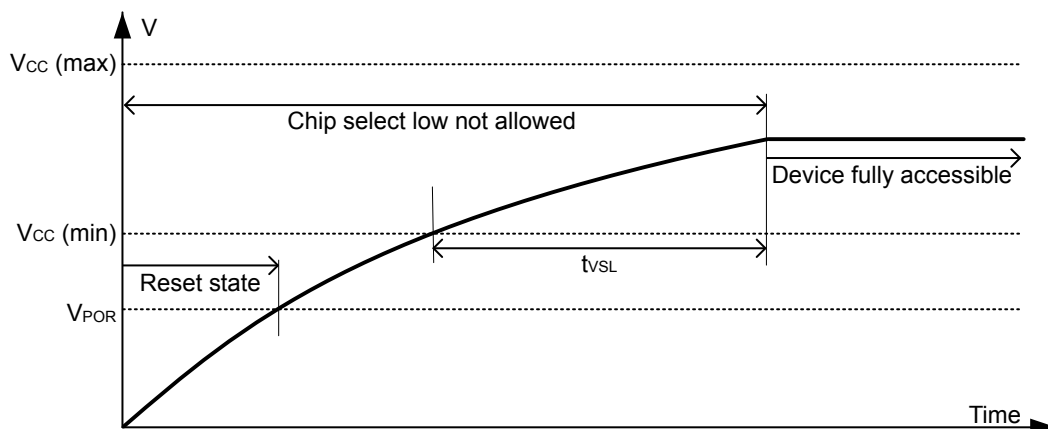 V
VCC (max)
Chip select low not allowed
Device fully accessible
VCC (min)
tVSL
Reset state
VPOR
Time